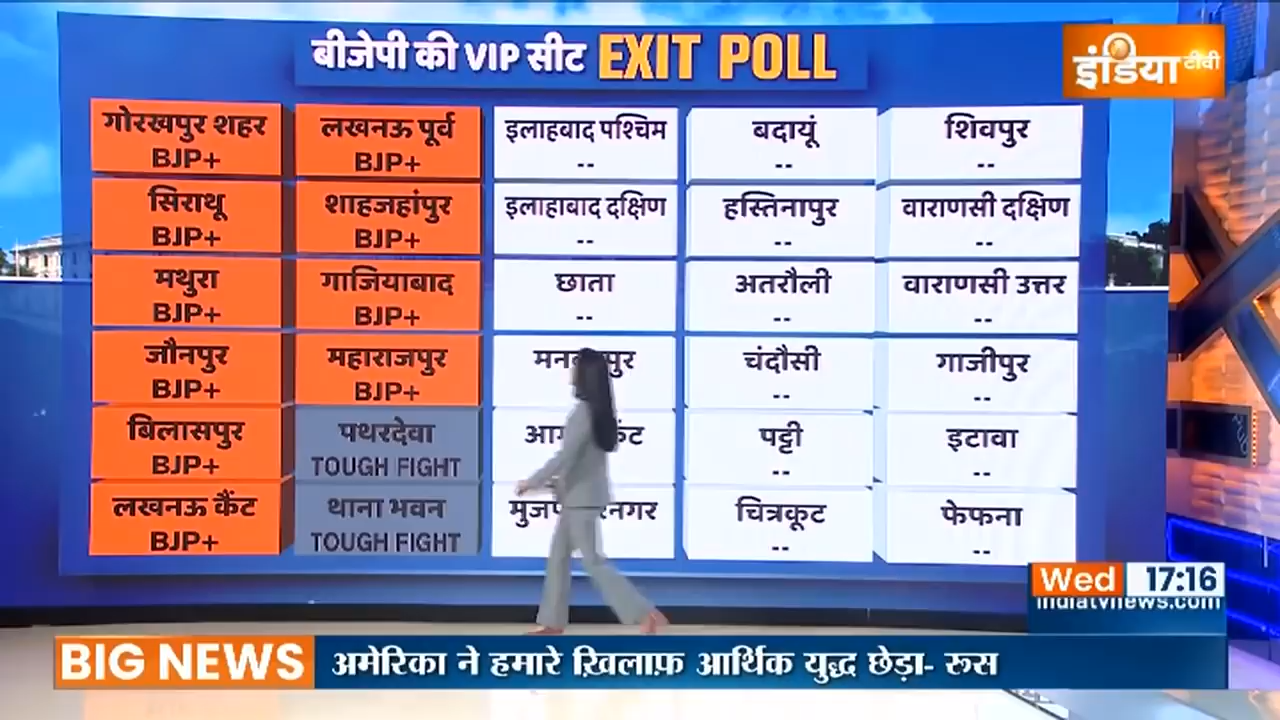 बीजेपी की VIP सीट EXIT POLL
इंडिया टीवी
गोरखपुर शहर
BJP+
लखनऊ पूर्व
BJP+
इलाहवाद पश्चिम
--
बदायूं
--
शिवपुर
--
सिराथू
BJP+
शाहजहांपुर
BJP+
इलाहाबाद दक्षिण
--
हस्तिनापुर
--
वाराणसी दक्षिण
--
मथुरा
BJP+
गाजियाबाद
BJP+
छाता
--
अतरौली
--
वाराणसी उत्तर
--
जौनपुर
BJP+
महाराजपुर
BJP+
चंदौसी
--
गाजीपुर
--
बिलासपुर
BJP+
पथरदेवा
TOUGH FIGHT
पट्टी
--
इटावा
--
लखनऊ कैंट
BJP+
थाना भवन
TOUGH FIGHT
चित्रकूट
--
फेफना
--
Wed 17:16
indiatvnews.com
BIG NEWS अमेरिका ने हमारे ख़िलाफ़ आर्थिक युद्ध छेड़ा- रूस